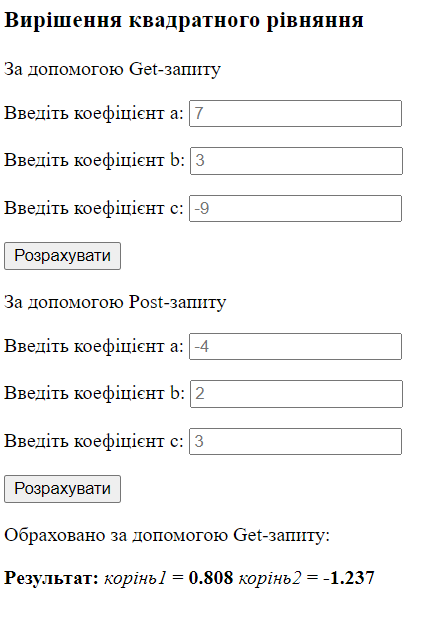 Вирішення квадратного рівняння
За допомогою Get-запиту
Введіть коефіцієнт a: 7
Введіть коефіцієнт b: 3
Введіть коефіцієнт c: -9
Розрахувати
За допомогою Post-запиту
Введіть коефіцієнт a: -4
Введіть коефіцієнт b: 2
Введіть коефіцієнт c: 3
Розрахувати
Обраховано за допомогою Get-запиту:
Результат: корінь1 = 0.808 корінь2 = -1.237